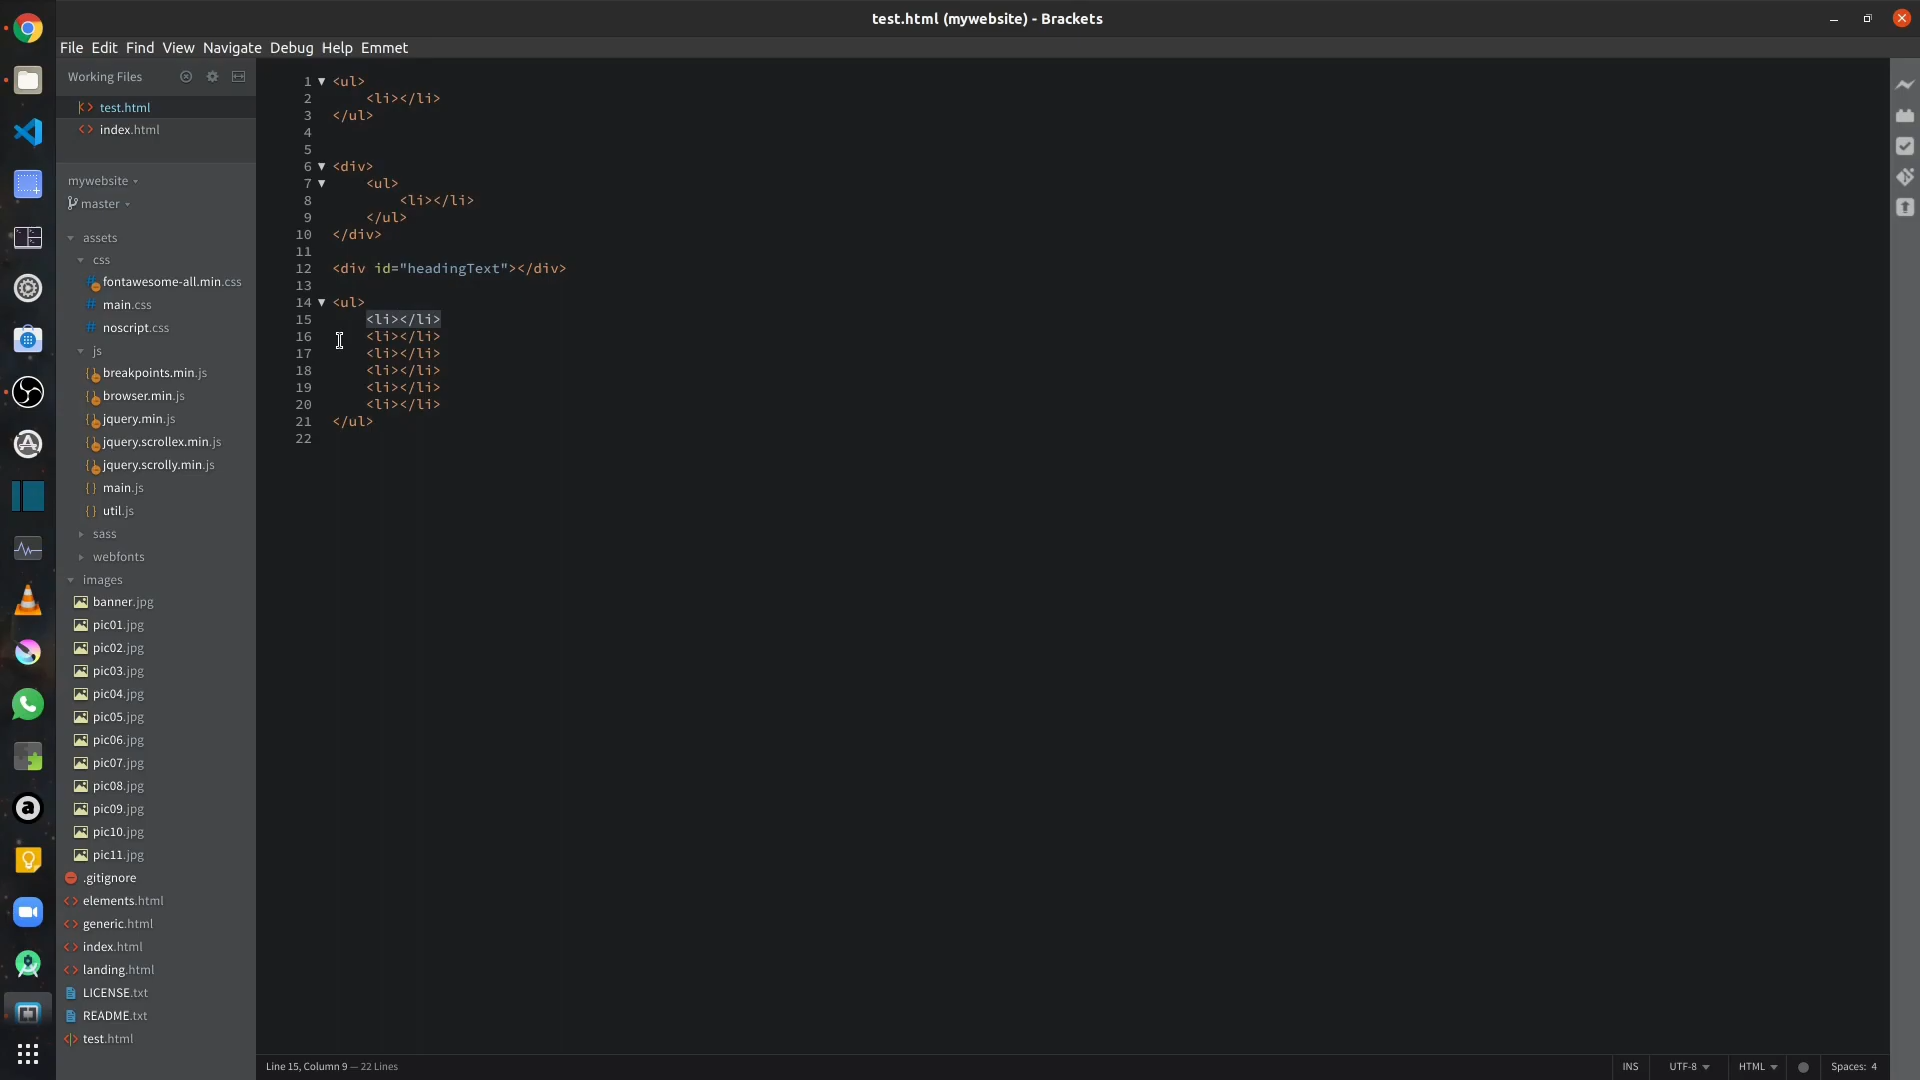 test.html (mywebsite) - Brackets
File Edit Find View Navigate Debug Help Emmet
Working Files
test.html
index.html
mywebsite
master
assets
css
fontawesome-all.min.css
main.css
noscript.css
js
breakpoints.min.js
browser.min.js
jquery.min.js
jquery.scrollex.min.js
jquery.scrolly.min.js
main.js
util.js
sass
webfonts
images
banner.jpg
pic01.jpg
pic02.jpg
pic03.jpg
pic04.jpg
pic05.jpg
pic06.jpg
pic07.jpg
pic08.jpg
pic09.jpg
pic10.jpg
pic11.jpg
.gitignore
elements.html
generic.html
index.html
landing.html
LICENSE.txt
README.txt
test.html
1 <ul>
2 <li></li>
3 </ul>
4
5
6 <div>
7 <ul>
8 <li></li>
9 </ul>
10 </div>
11
12 <div id="headingText"></div>
13
14 <ul>
15 <li></li>
16 <li></li>
17 <li></li>
18 <li></li>
19 <li></li>
20 <li></li>
21 </ul>
22
Line 15, Column 9 — 22 Lines
INS UTF-8 HTML Spaces: 4